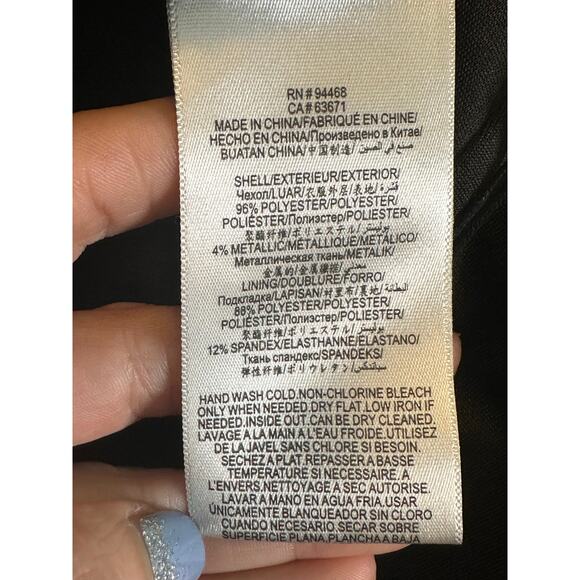 RN# 94468
CA# 63671
MADE IN CHINA/FABRIQUÉ EN CHINE/
HECHO EN CHINA/Произведено в Китае/
BUATAN CHINA/中国制造/ صنع في الصين/
SHELL/EXTERIEUR/EXTERIOR/
Чехол/LUAR/衣服外层/表地/قشرة/
96% POLYESTER/POLYESTER/
POLIÉSTER/Полиэстер/POLIESTER/
聚酯纤维/ポリエステル/بوليستر/
4% METALLIC/MÉTALLIQUE/METÁLICO/
Металлическая ткань/METALIK/
金属的/金属繊維/معدني/
LINING/DOUBLURE/FORRO/
Подкладка/LAPISAN/衬里布/裏地/البطانة/
88% POLYESTER/POLYESTER/
POLIÉSTER/Полиэстер/POLIESTER/
聚酯纤维/ポリエステル/بوليستر/
12% SPANDEX/ELASTHANNE/ELASTANO/
Ткань спандекс/SPANDEKS/
弹性纤维/ポリウレタン/سباندكس/
HAND WASH COLD.NON-CHLORINE BLEACH
ONLY WHEN NEEDED.DRY FLAT.LOW IRON IF
NEEDED.INSIDE OUT.CAN BE DRY CLEANED.
LAVAGE A LA MAIN A L'EAU FROIDE.UTILISEZ
DE LA JAVEL SANS CHLORE SI BESOIN.
SECHEZ A PLAT.REPASSER A BASSE
TEMPERATURE SI NECESSAIRE. A
L'ENVERS.NETTOYAGE A SÉC AUTORISE.
LAVAR A MANO EN AGUA FRIA.USAR
ÚNICAMENTE BLANQUEADOR SIN CLORO
CUANDO NECESARIO.SECAR SOBRE
SUPERFICIE PLANA.PLANCHA A BAJA